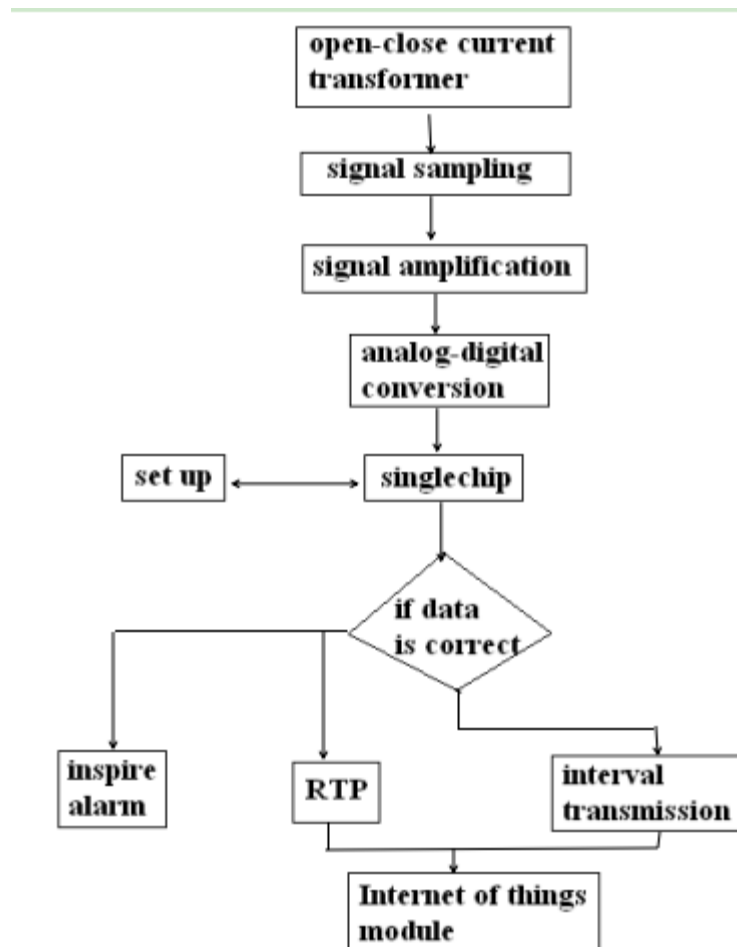 open-close current
transformer
signal sampling
signal amplification
analog-digital
conversion
set up
singlechip
if data
is correct
inspire
alarm
RTP
interval
transmission
Internet of things
module